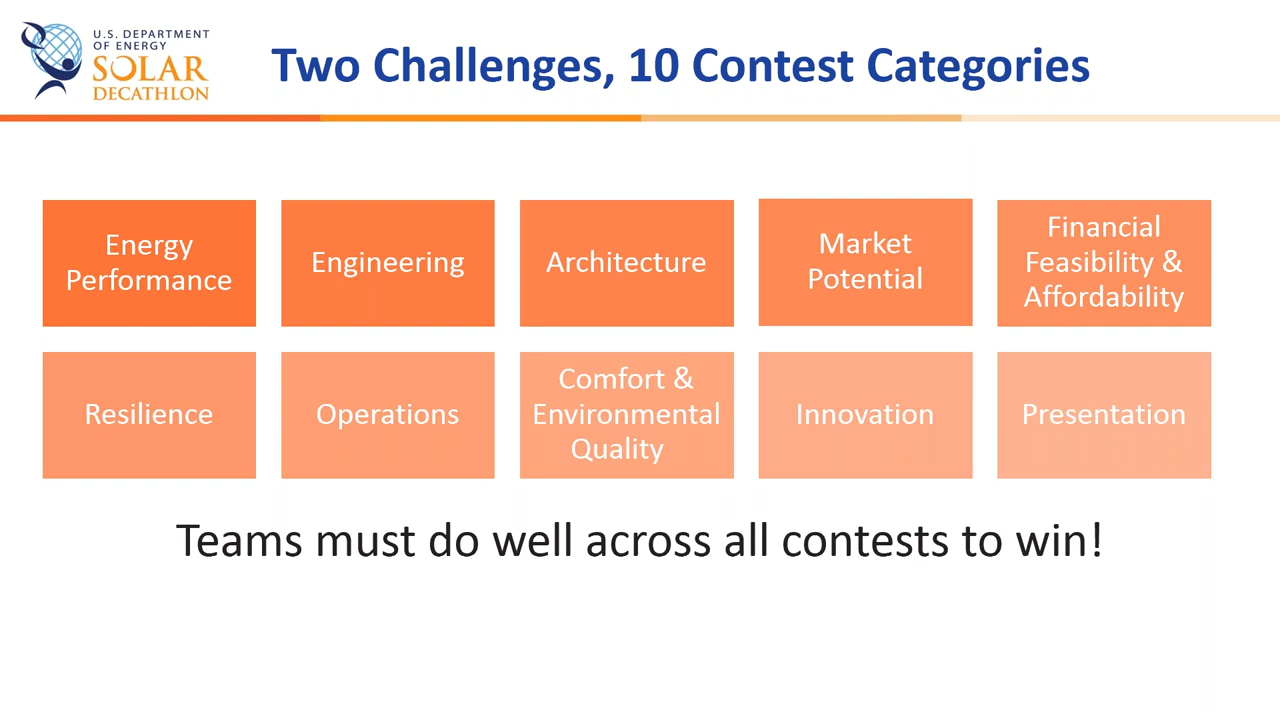 U.S. DEPARTMENT
OF ENERGY
SOLAR
DECATHLON
Two Challenges, 10 Contest Categories
Energy
Performance
Engineering
Architecture
Market
Potential
Financial
Feasibility &
Affordability
Resilience
Operations
Comfort &
Environmental
Quality
Innovation
Presentation
Teams must do well across all contests to win!